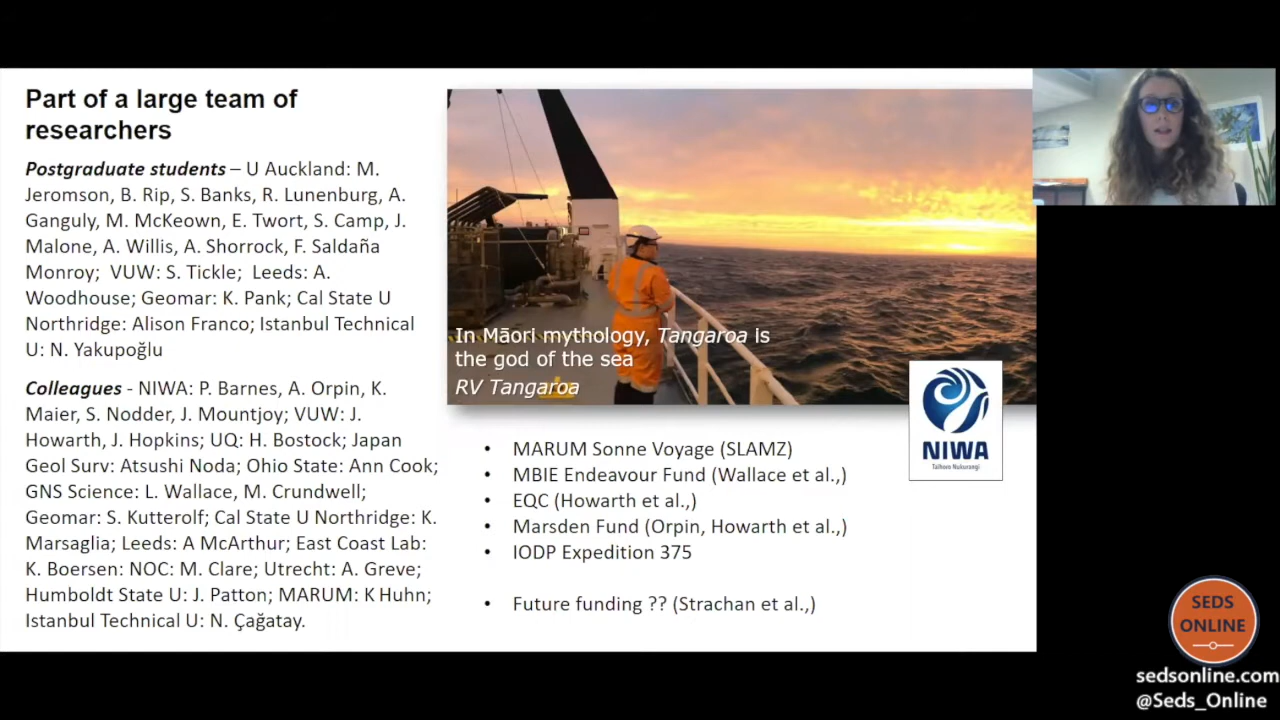 Part of a large team of
researchers
Postgraduate students – U Auckland: M.
Jeromson, B. Rip, S. Banks, R. Lunenburg, A.
Ganguly, M. McKeown, E. Twort, S. Camp, J.
Malone, A. Willis, A. Shorrock, F. Saldaña
Monroy; VUW: S. Tickle; Leeds: A.
Woodhouse; Geomar: K. Pank; Cal State U
Northridge: Alison Franco; Istanbul Technical
U: N. Yakupoğlu
Colleagues - NIWA: P. Barnes, A. Orpin, K.
Maier, S. Nodder, J. Mountjoy; VUW: J.
Howarth, J. Hopkins; UQ: H. Bostock; Japan
Geol Surv: Atsushi Noda; Ohio State: Ann Cook;
GNS Science: L. Wallace, M. Crundwell;
Geomar: S. Kutterolf; Cal State U Northridge: K.
Marsaglia; Leeds: A McArthur; East Coast Lab:
K. Boersen: NOC: M. Clare; Utrecht: A. Greve;
Humboldt State U: J. Patton; MARUM: K Huhn;
Istanbul Technical U: N. Çağatay.
In Māori mythology, Tangaroa is
the god of the sea
RV Tangaroa
NIWA
Taihoro Nukurangi
• MARUM Sonne Voyage (SLAMZ)
• MBIE Endeavour Fund (Wallace et al.,)
• EQC (Howarth et al.,)
• Marsden Fund (Orpin, Howarth et al.,)
• IODP Expedition 375
• Future funding ?? (Strachan et al.,)
SEDS
ONLINE
sedsonline.com
@Seds_Online